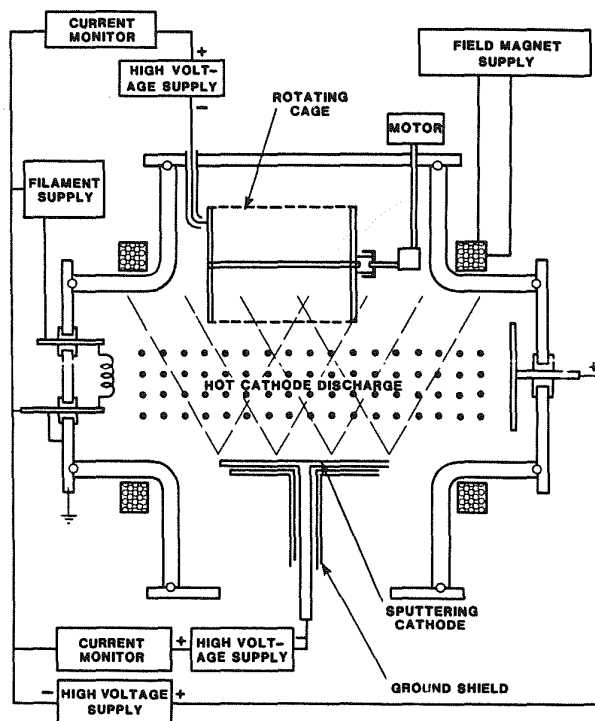 CURRENT
MONITOR
+
HIGH VOLT-
AGE SUPPLY
−
ROTATING
CAGE
FIELD MAGNET
SUPPLY
MOTOR
FILAMENT
SUPPLY
HOT CATHODE DISCHARGE
+
SPUTTERING
CATHODE
CURRENT
MONITOR
+
HIGH VOLT-
AGE SUPPLY
−
GROUND SHIELD
−
HIGH VOLTAGE
SUPPLY
+